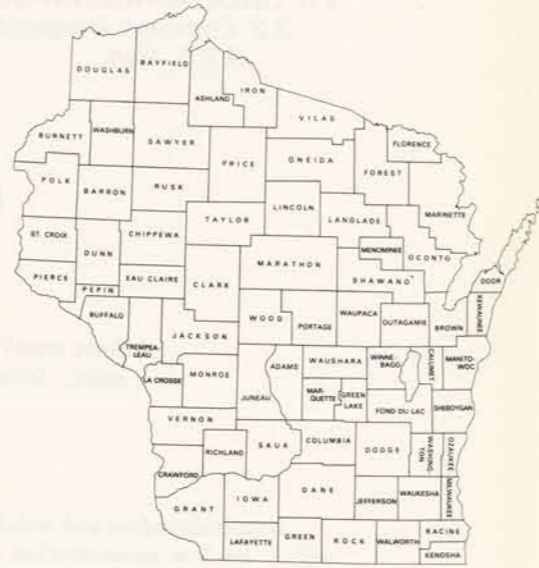 DOUGLAS
BAYFIELD
ASHLAND
IRON
VILAS
BURNETT
WASHBURN
SAWYER
PRICE
ONEIDA
FOREST
FLORENCE
POLK
BARRON
RUSK
LINCOLN
LANGLADE
MARINETTE
TAYLOR
ST. CROIX
DUNN
CHIPPEWA
MENOMINEE
OCONTO
MARATHON
PIERCE
PEPIN
EAU CLAIRE
CLARK
SHAWANO
DOOR
BUFFALO
TREMPEA-
LEAU
JACKSON
WOOD
PORTAGE
WAUPACA
OUTAGAMIE
BROWN
KEWAUNEE
LA CROSSE
MONROE
JUNEAU
ADAMS
WAUSHARA
WINNE-
BAGO
CALUMET
MANITO-
WOC
MAR-
QUETTE
GREEN
LAKE
FOND DU LAC
SHEBOYGAN
VERNON
RICHLAND
SAUK
COLUMBIA
DODGE
WASHING
TON
OZAUKEE
CRAWFORD
GRANT
IOWA
DANE
JEFFERSON
WAUKESHA
MILWAUKEE
LAFAYETTE
GREEN
ROCK
WALWORTH
RACINE
KENOSHA